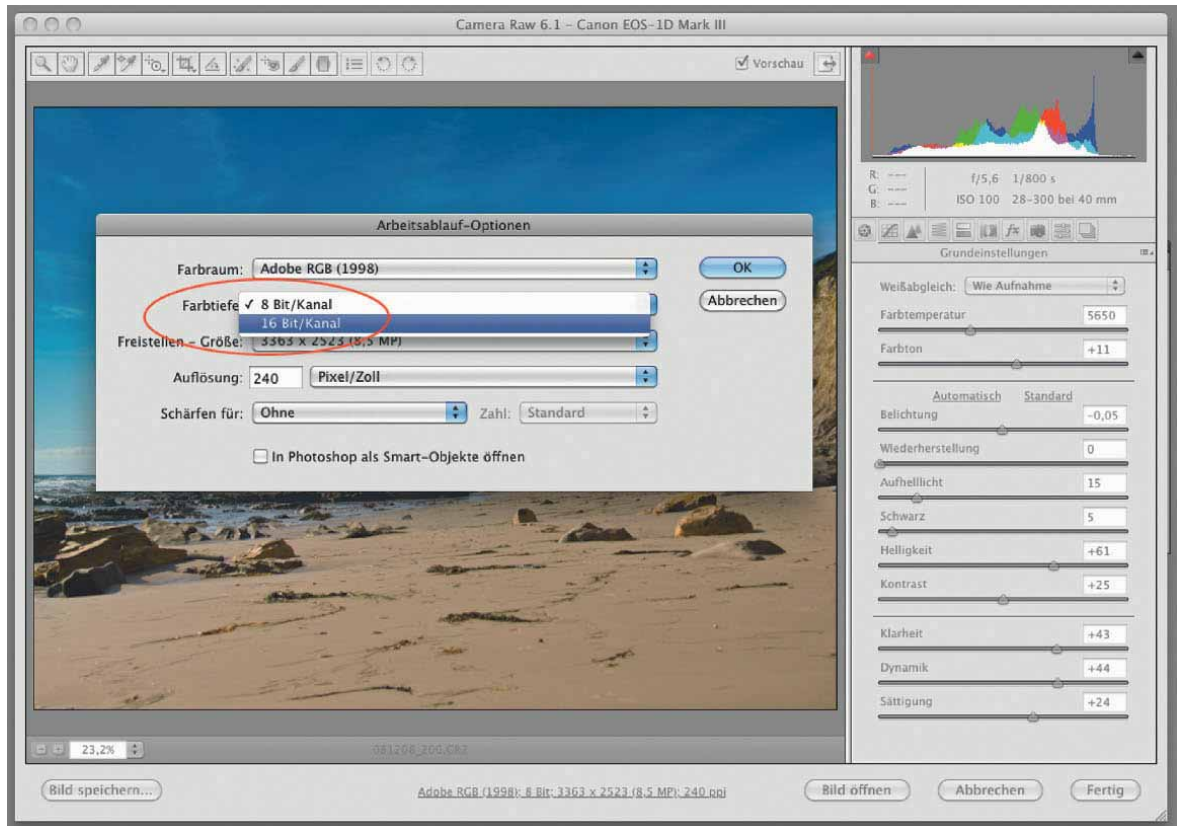 Camera Raw 6.1 – Canon EOS-1D Mark III
Vorschau
R: ---
G: ---
B: ---
f/5,6 1/800 s
ISO 100 28-300 bei 40 mm
Arbeitsablauf-Optionen
Farbraum: Adobe RGB (1998)
OK
Farbtiefe ✓ 8 Bit/Kanal
Abbrechen
16 Bit/Kanal
Freistellen – Größe: 3363 x 2523 (8,5 MP)
Auflösung: 240 Pixel/Zoll
Schärfen für: Ohne Zahl: Standard
In Photoshop als Smart-Objekte öffnen
Grundeinstellungen
Weißabgleich: Wie Aufnahme
Farbtemperatur 5650
Farbton +11
Automatisch Standard
Belichtung -0,05
Wiederherstellung 0
Aufhelllicht 15
Schwarz 5
Helligkeit +61
Kontrast +25
Klarheit +43
Dynamik +44
Sättigung +24
23,2%
081208_200.CR2
Bild speichern...
Adobe RGB (1998); 8 Bit; 3363 x 2523 (8,5 MP); 240 ppi
Bild öffnen
Abbrechen
Fertig